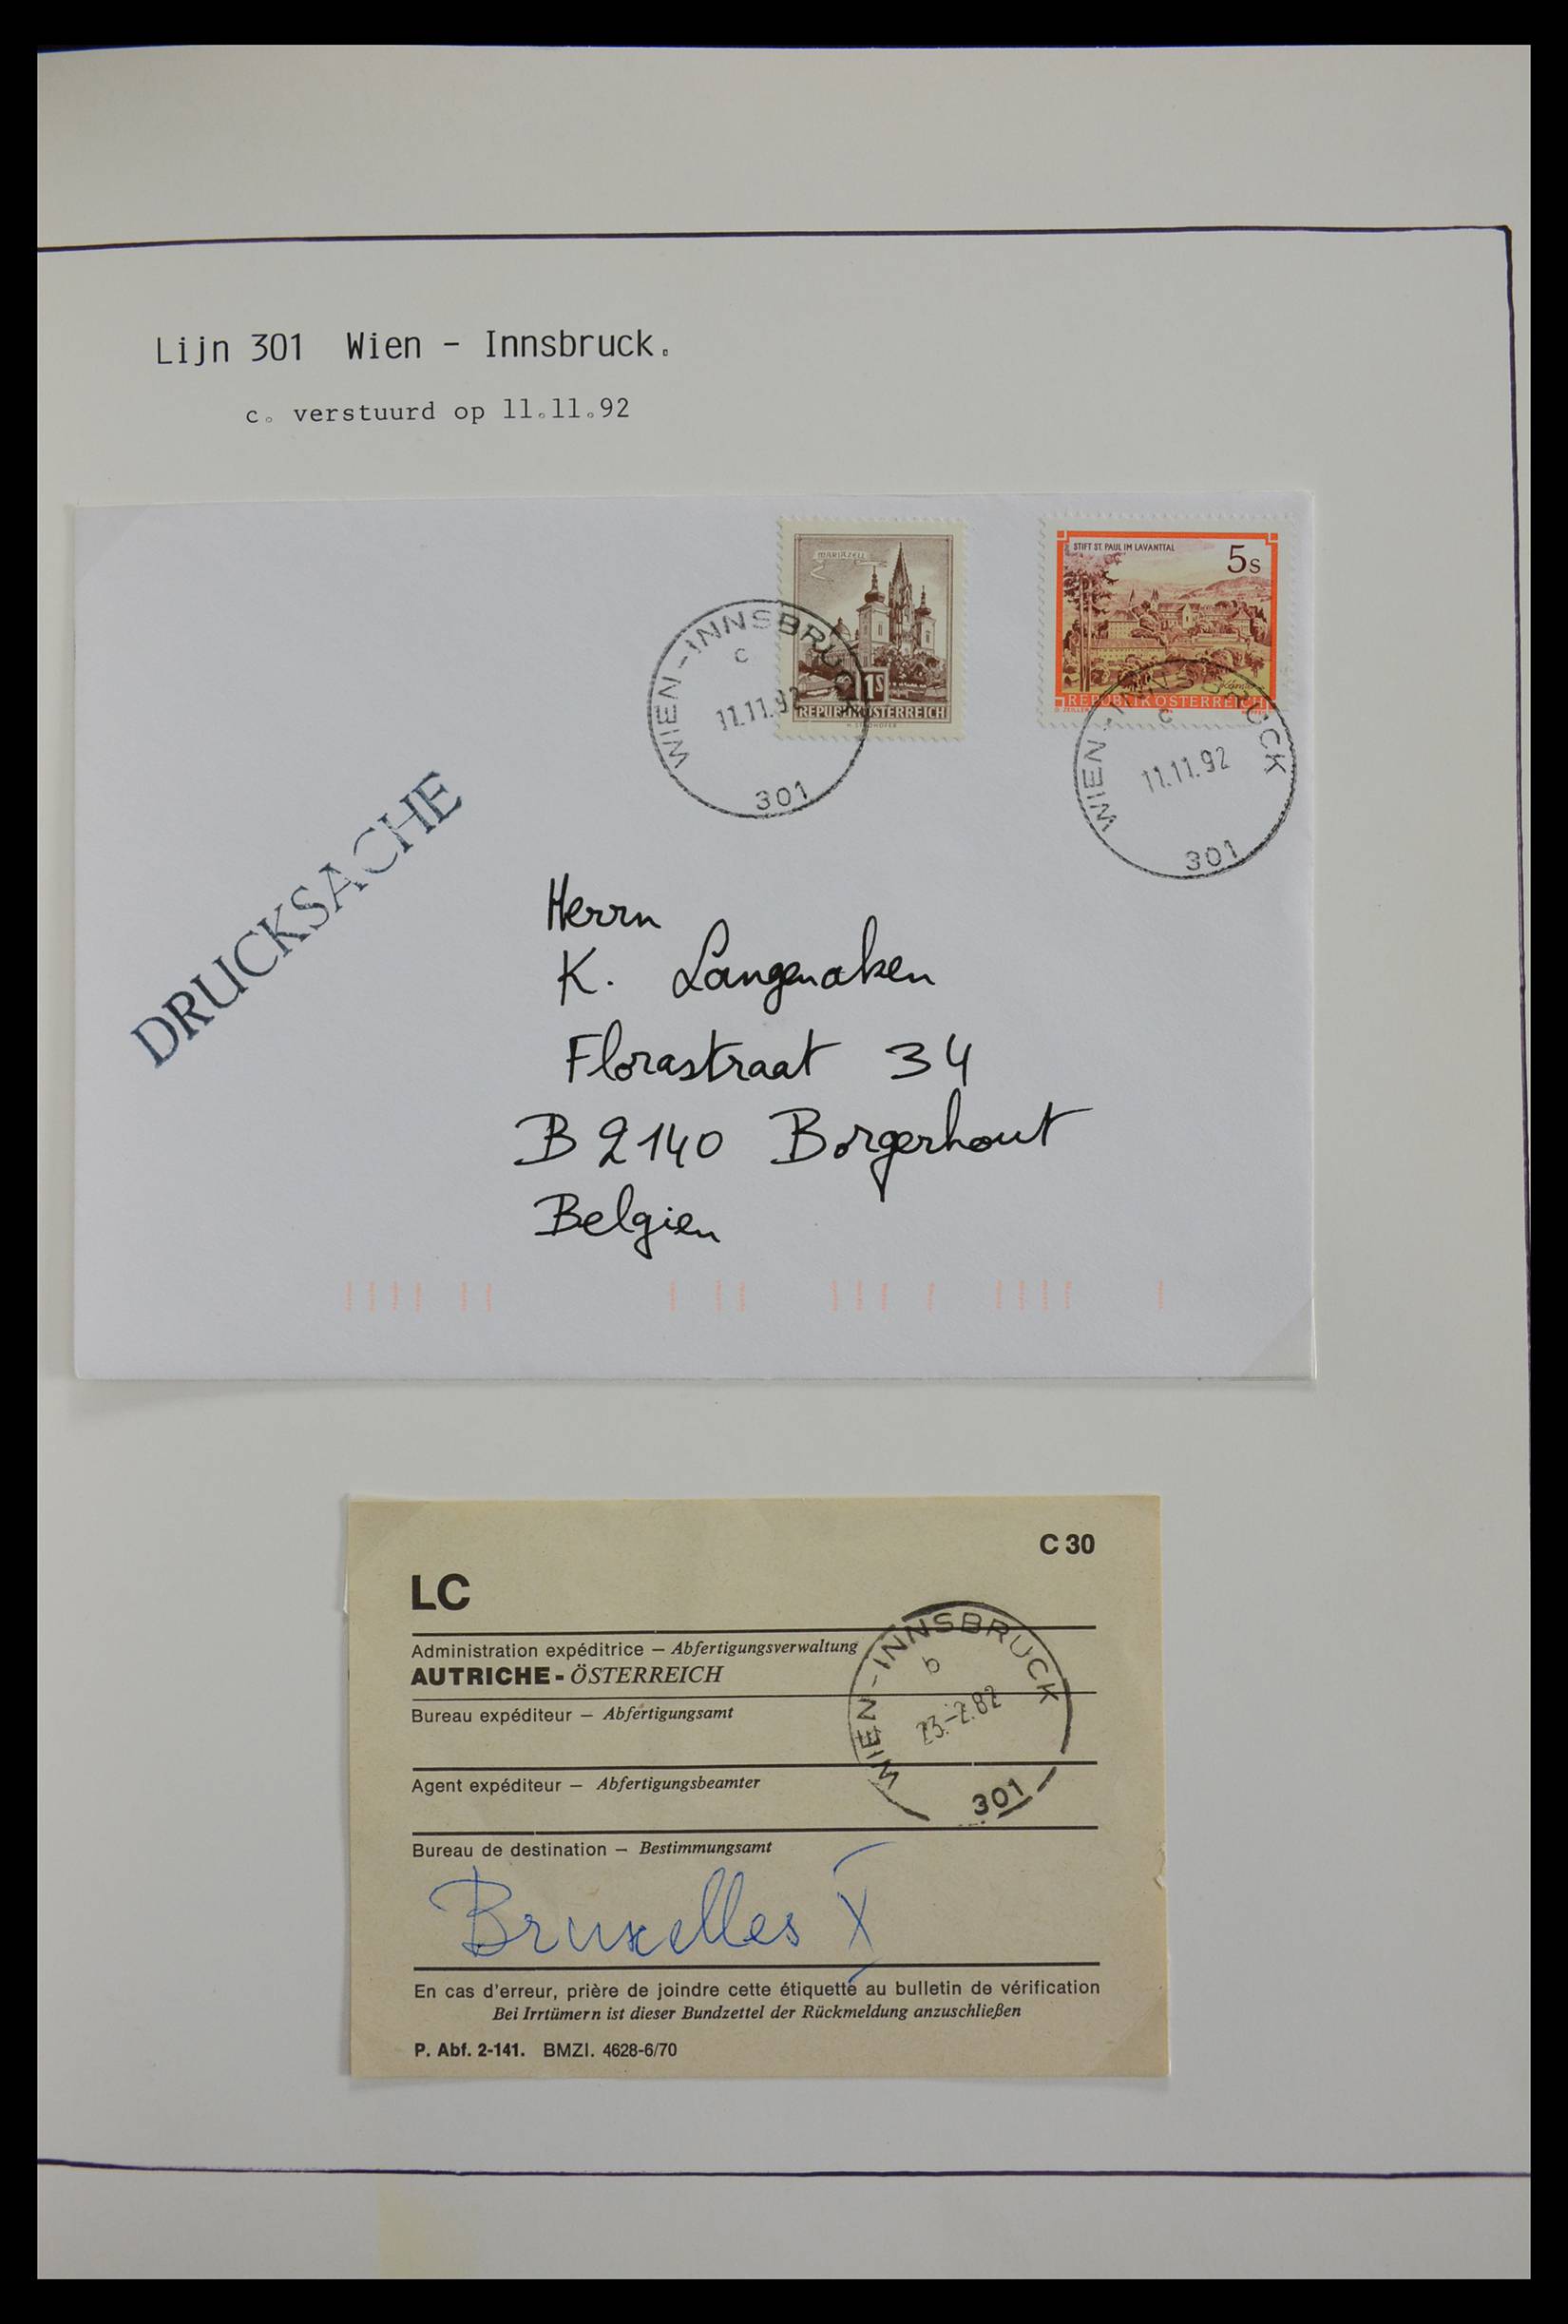 Lijn 301 Wien - Innsbruck.
c. verstuurd op 11.11.92
MARIAZELL
1S
REPUBLIK ÖSTERREICH
STIFT ST. PAUL IM LAVANTTAL
5s
REPUBLIK ÖSTERREICH
WIEN-INNSBRUCK
c
11.11.92
301
WIEN-INNSBRUCK
c
11.11.92
301
DRUCKSACHE
Herrn
K. Langenaken
Florastraat 34
B 2140 Borgerhout
Belgien
C 30
LC
Administration expéditrice — Abfertigungsverwaltung
AUTRICHE - ÖSTERREICH
Bureau expéditeur — Abfertigungsamt
Agent expéditeur — Abfertigungsbeamter
WIEN-INNSBRUCK
b
23.-2.82
301
Bureau de destination — Bestimmungsamt
Bruxelles X
En cas d'erreur, prière de joindre cette étiquette au bulletin de vérification
Bei Irrtümern ist dieser Bundzettel der Rückmeldung anzuschließen
P. Abf. 2-141. BMZI. 4628-6/70